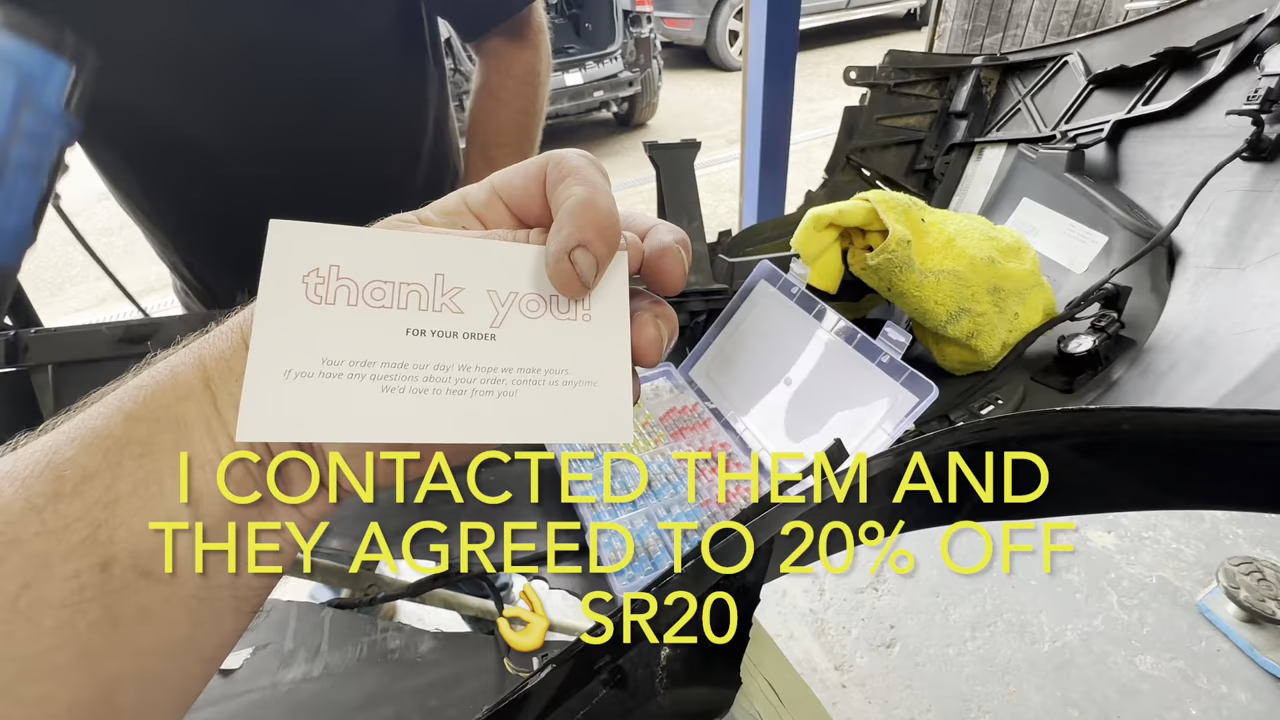 thank you!
FOR YOUR ORDER
Your order made our day! We hope we make yours.
If you have any questions about your order, contact us anytime.
We'd love to hear from you!
I CONTACTED THEM AND
THEY AGREED TO 20% OFF
👌 SR20